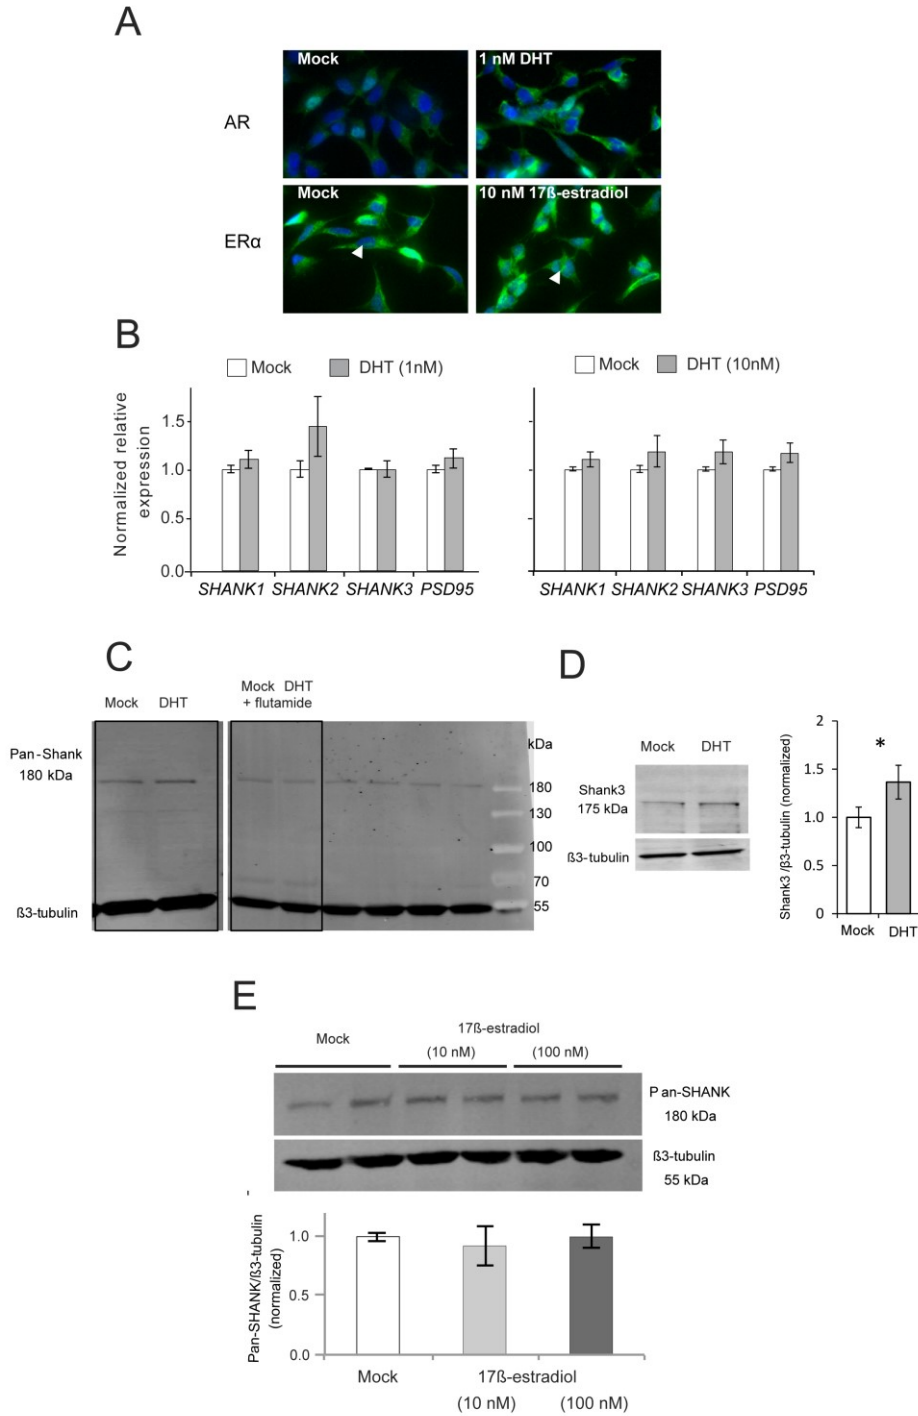 A
Mock
1 nM DHT
AR
Mock
10 nM 17ß-estradiol
ERα
B
Mock
DHT (1nM)
Mock
DHT (10nM)
Normalized relative
expression
1.5
1.0
0.5
0.0
SHANK1 SHANK2 SHANK3 PSD95
SHANK1 SHANK2 SHANK3 PSD95
C
Mock DHT
Mock DHT
+ flutamide
Pan-Shank
180 kDa
ß3-tubulin
kDa
180
130
100
70
55
D
Mock DHT
Shank3
175 kDa
ß3-tubulin
Shank3 /β3-tubulin (normalized)
2
1.5
1.0
0.5
0
*
Mock DHT
E
Mock
17ß-estradiol
(10 nM) (100 nM)
Pan-SHANK
180 kDa
ß3-tubulin
55 kDa
Pan-SHANK/ß3-tubulin
(normalized)
1.0
0.5
0.0
Mock
17ß-estradiol
(10 nM) (100 nM)